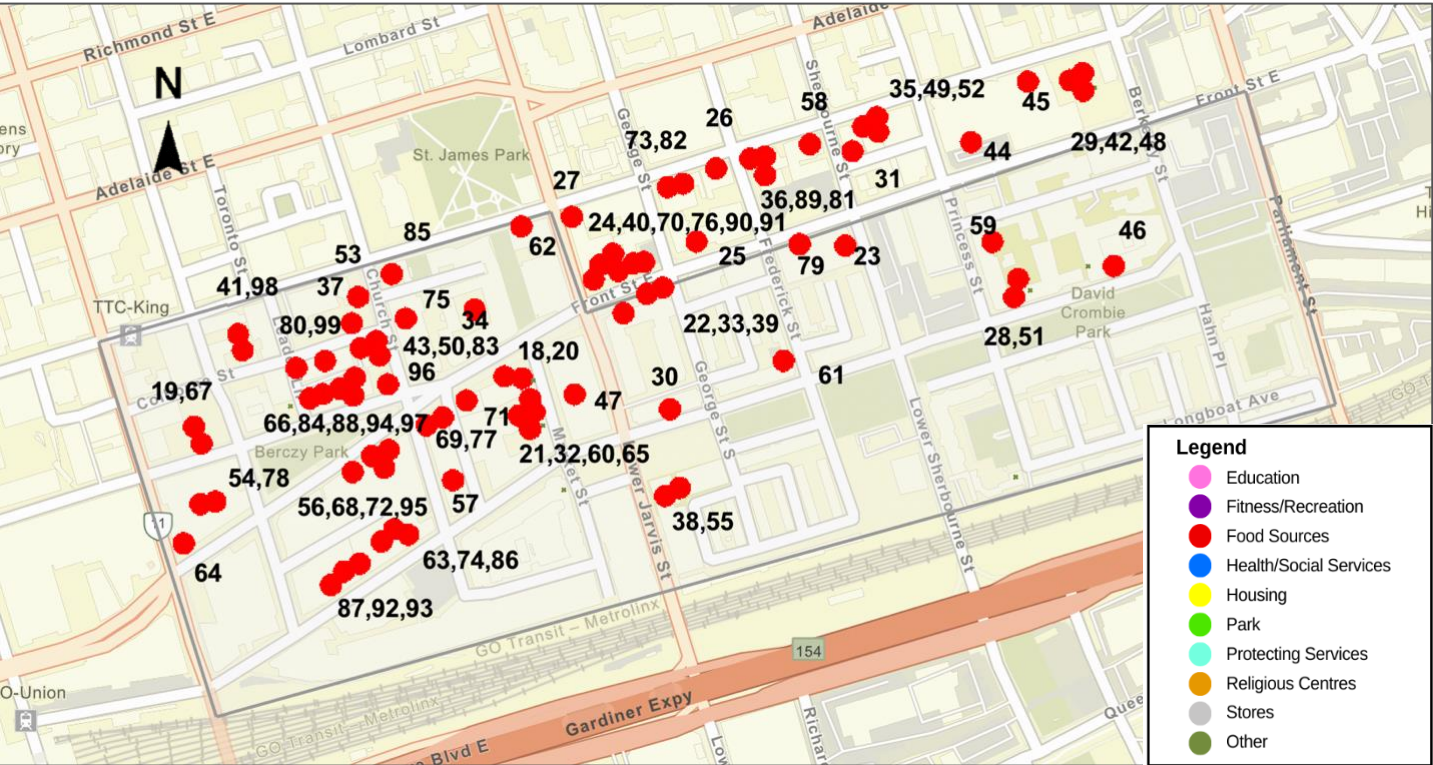 Richmond St E
Lombard St
Adelaide
N
Adelaide St E
St. James Park
George St
Sherbourne St
Berkeley St
Front St E
Toronto St
Church St
TTC-King
Front St E
Frederick St
Princess St
Parliament St
David
Crombie
Park
Hahn Pl
Berczy Park
Market St
Lower Jarvis St
George St S
Lower Sherbourne St
Longboat Ave
GO Transit – Metrolinx
GO Transit – Metrolinx
O-Union
154
Gardiner Expy
Blvd E
58
35,49,52
45
26
73,82
44
29,42,48
27
36,89,81
31
24,40,70,76,90,91
85
62
25
79
23
59
46
53
41,98
37
75
34
80,99
22,33,39
28,51
43,50,83
18,20
96
30
61
19,67
47
66,84,88,94,97
71
69,77
21,32,60,65
54,78
57
56,68,72,95
38,55
64
63,74,86
87,92,93
Legend
Education
Fitness/Recreation
Food Sources
Health/Social Services
Housing
Park
Protecting Services
Religious Centres
Stores
Other